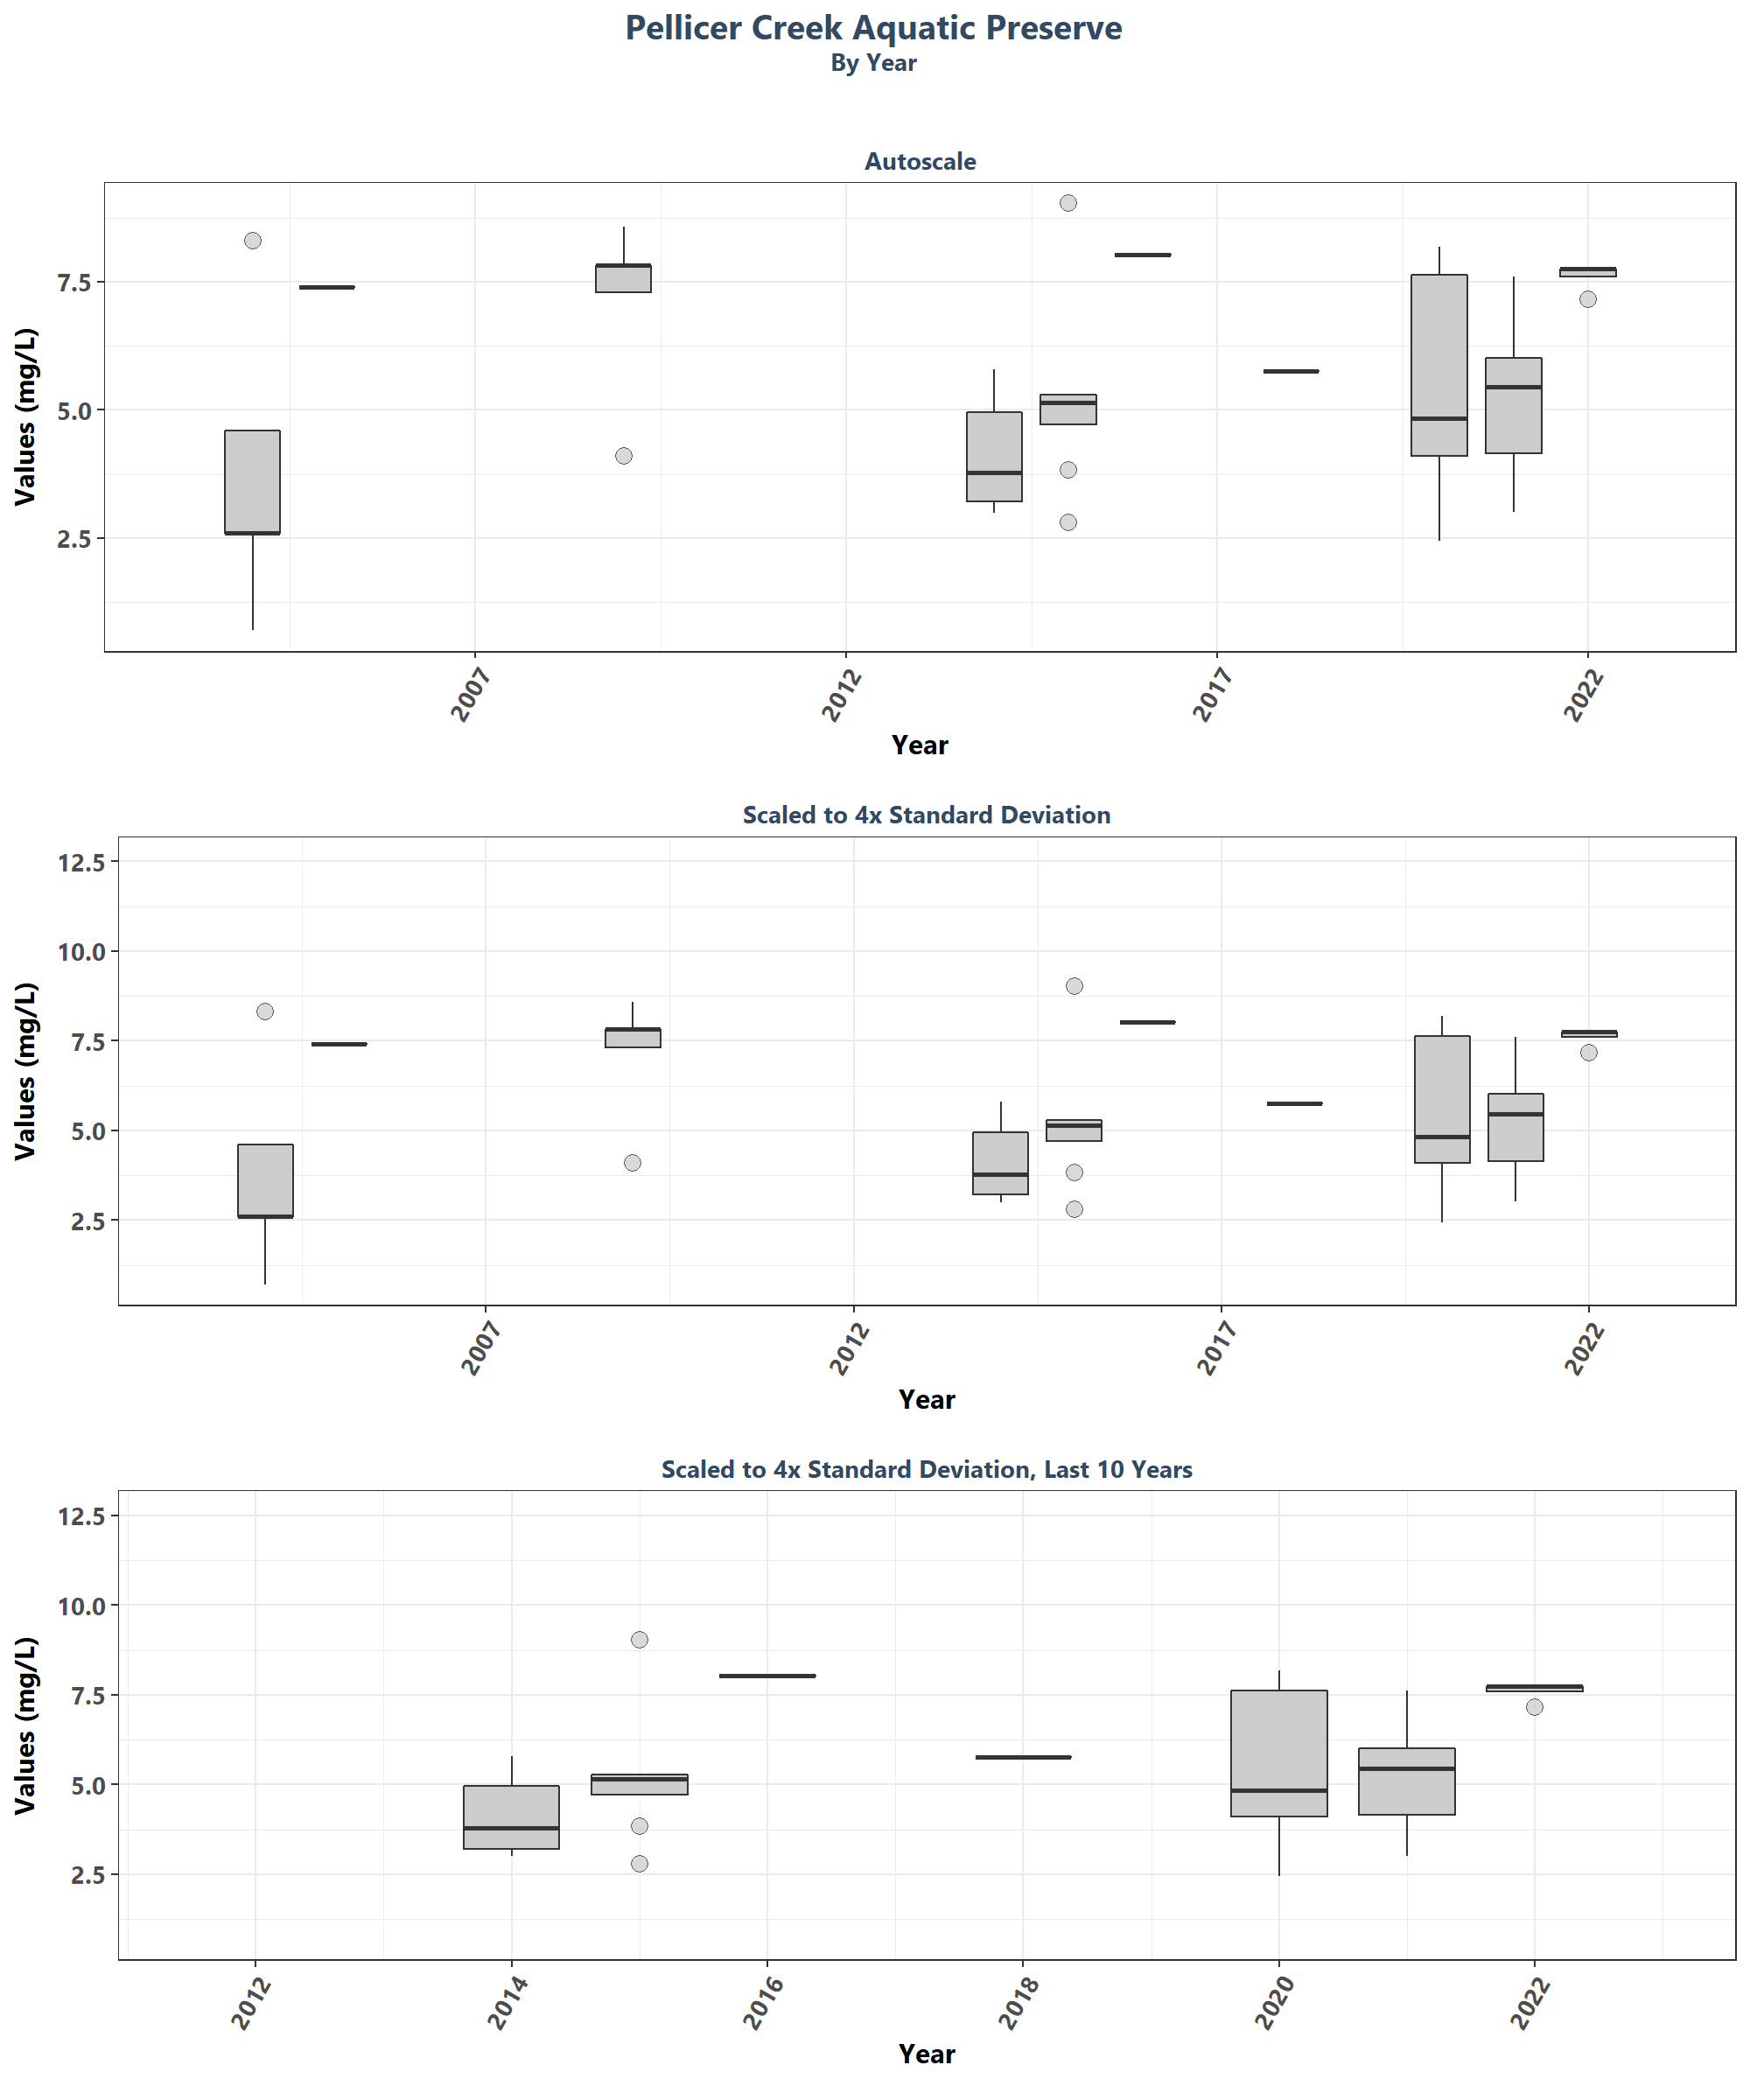 Pellicer Creek Aquatic Preserve
By Year
Autoscale
Values (mg/L)
7.5
5.0
2.5
2007
2012
2017
2022
Year
Scaled to 4x Standard Deviation
Values (mg/L)
12.5
10.0
7.5
5.0
2.5
2007
2012
2017
2022
Year
Scaled to 4x Standard Deviation, Last 10 Years
Values (mg/L)
12.5
10.0
7.5
5.0
2.5
2012
2014
2016
2018
2020
2022
Year